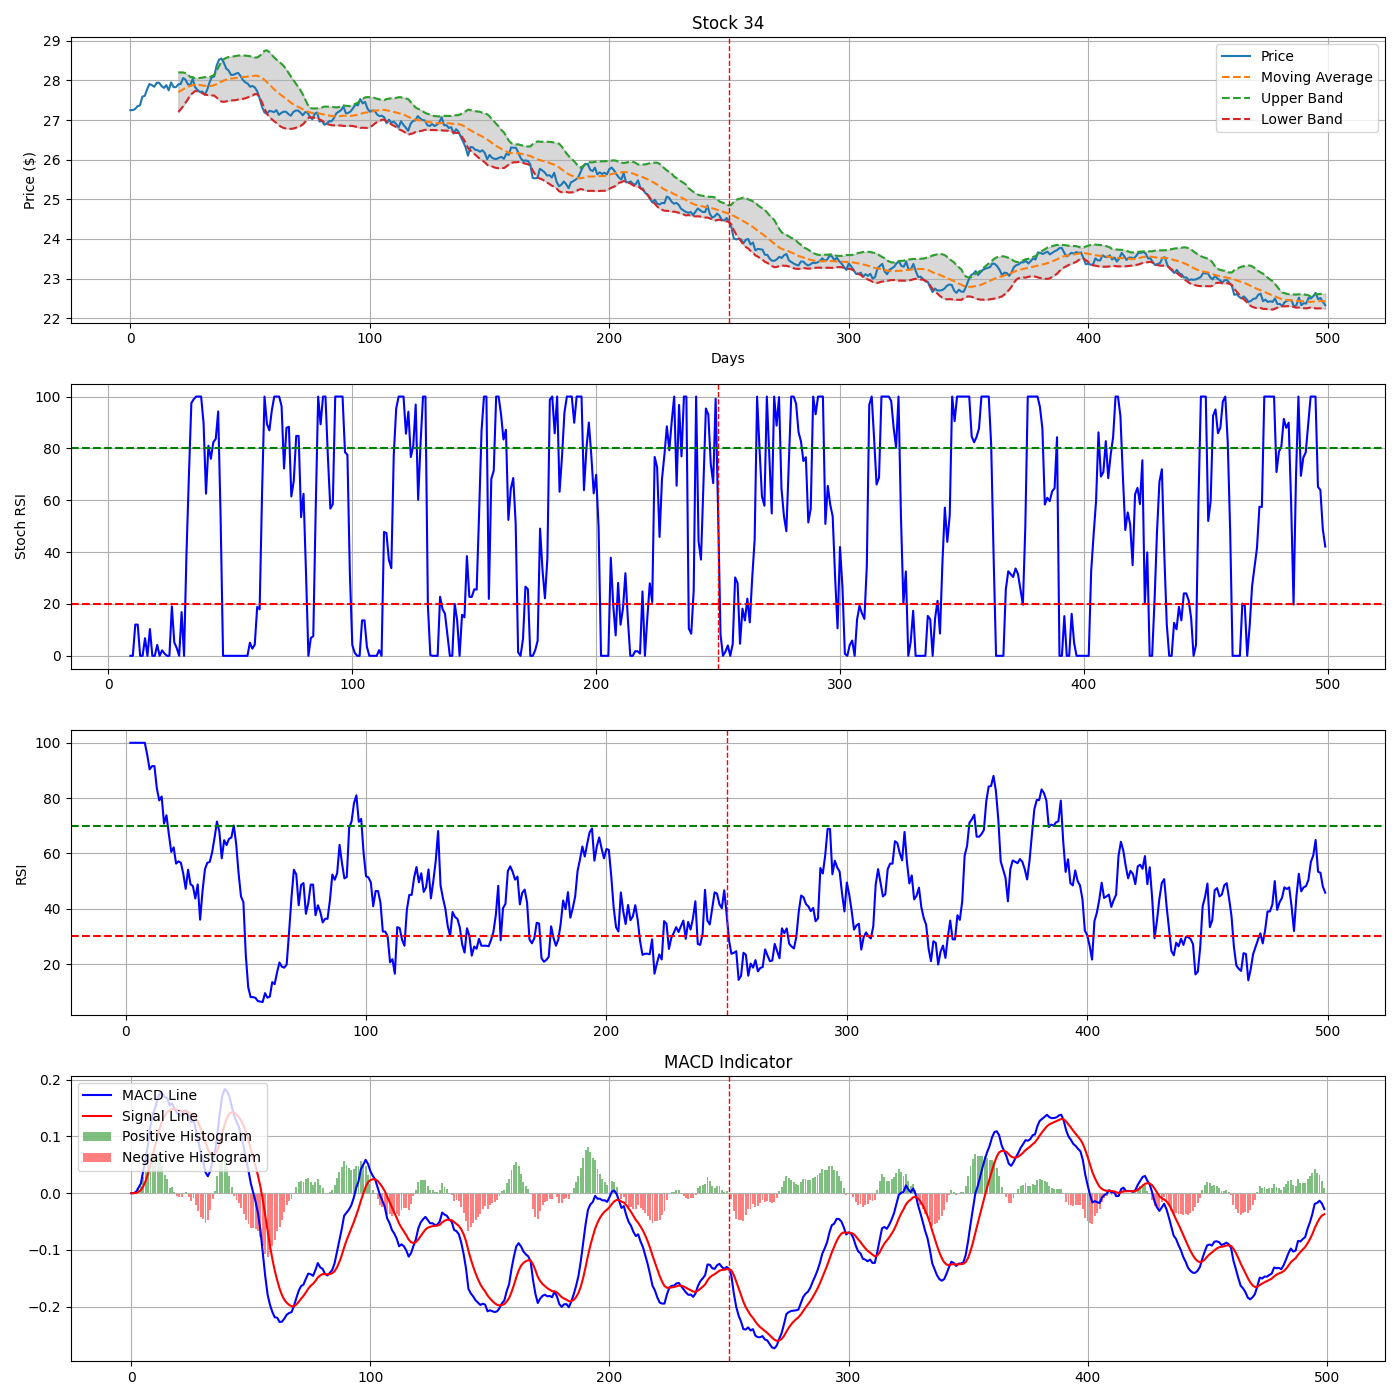 Stock 34
29
28
27
26
25
24
23
22
Price ($)
Price
Moving Average
Upper Band
Lower Band
0 100 200 300 400 500
Days
100
80
60
40
20
0
Stoch RSI
0 100 200 300 400 500
100
80
60
40
20
RSI
0 100 200 300 400 500
MACD Indicator
0.2
0.1
0.0
−0.1
−0.2
MACD Line
Signal Line
Positive Histogram
Negative Histogram
0 100 200 300 400 500